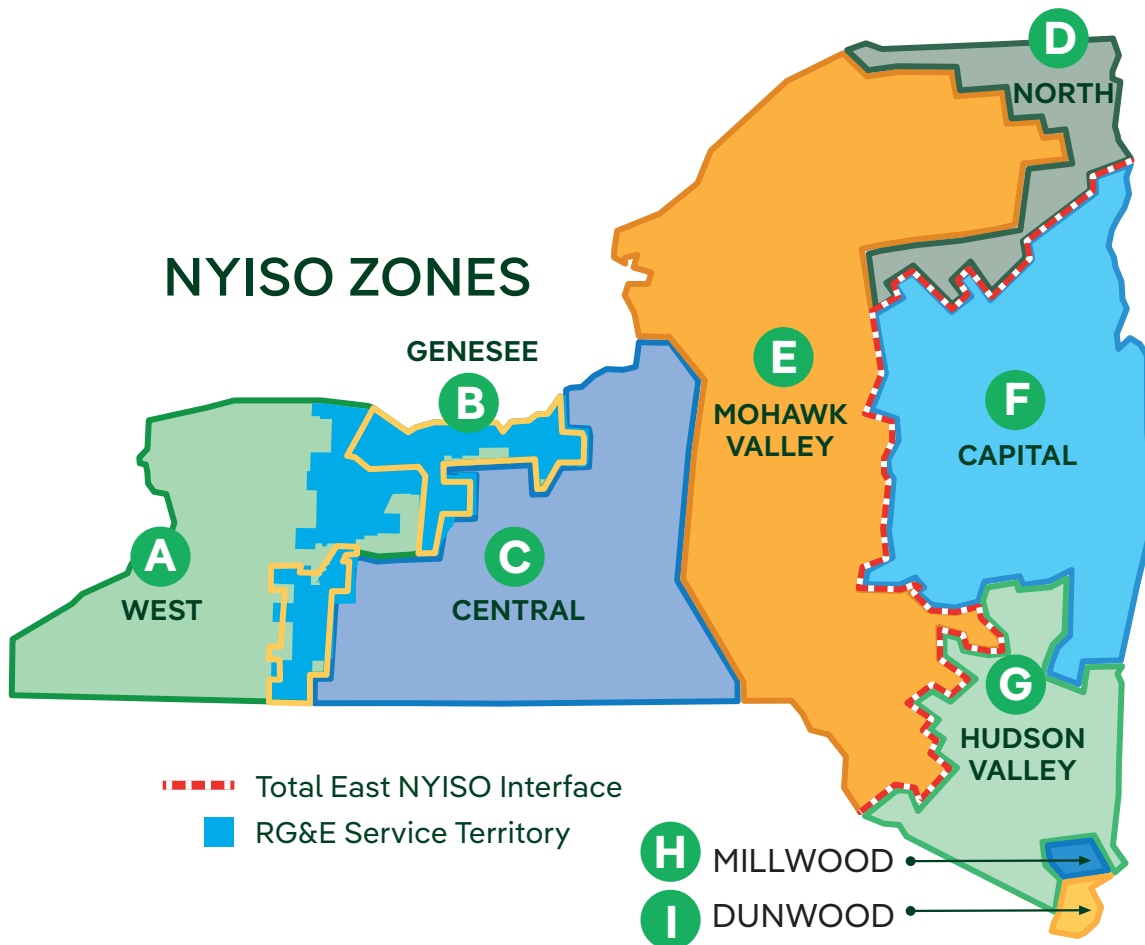 D
NORTH
NYISO ZONES
GENESEE
B
E
MOHAWK
VALLEY
F
CAPITAL
A
WEST
C
CENTRAL
G
HUDSON
VALLEY
Total East NYISO Interface
RG&E Service Territory
H MILLWOOD
I DUNWOOD